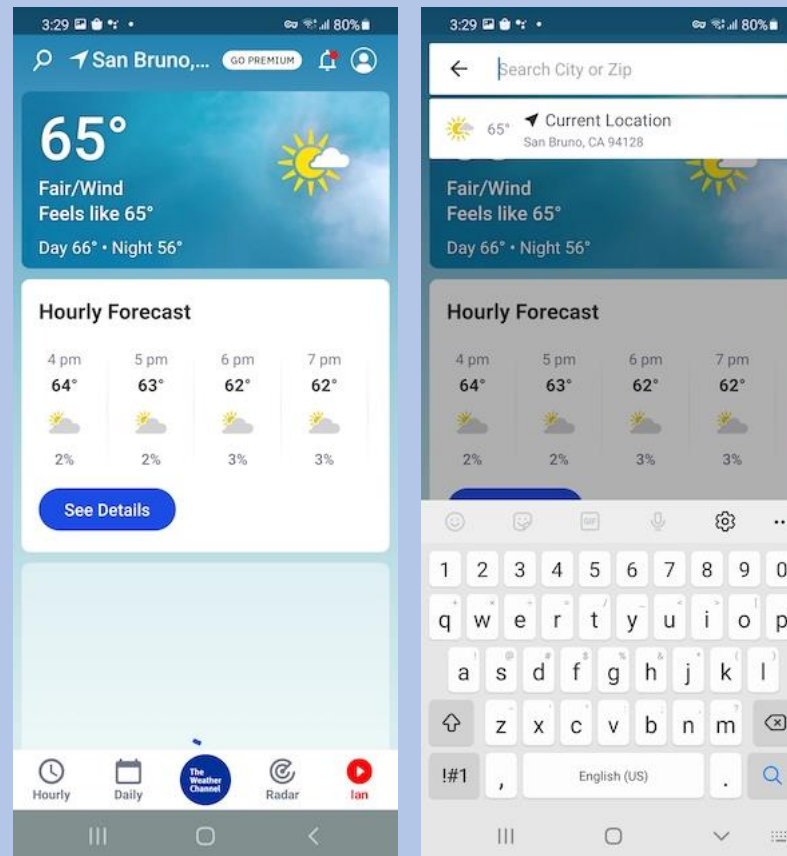 3:29
80%
San Bruno,...
GO PREMIUM
65°
Fair/Wind
Feels like 65°
Day 66° • Night 56°
Hourly Forecast
4 pm 5 pm 6 pm 7 pm
64° 63° 62° 62°
2% 2% 3% 3%
See Details
Hourly
Daily
The
Weather
Channel
Radar
Ian
3:29
80%
Search City or Zip
65°
Current Location
San Bruno, CA 94128
Fair/Wind
Feels like 65°
Day 66° • Night 56°
Hourly Forecast
4 pm 5 pm 6 pm 7 pm
64° 63° 62° 62°
2% 2% 3% 3%
GIF
1 2 3 4 5 6 7 8 9 0
q w e r t y u i o p
a s d f g h j k l
z x c v b n m
!#1 , English (US) .